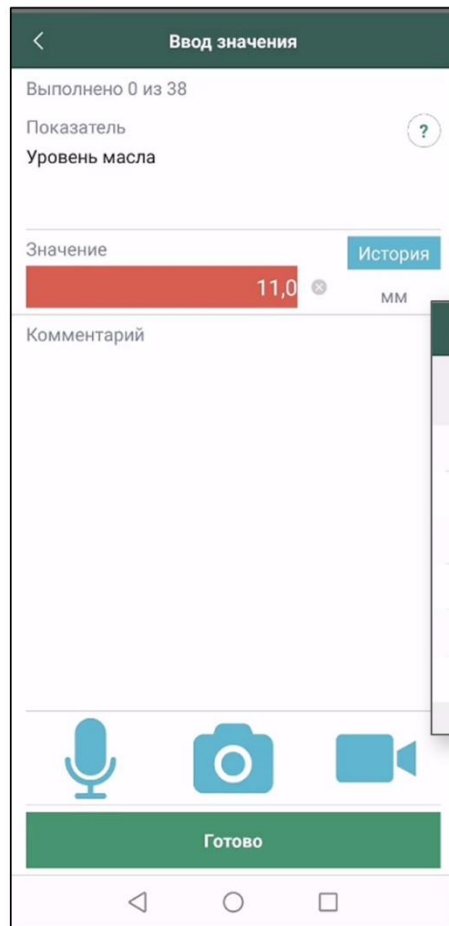 Ввод значения
Выполнено 0 из 38
Показатель
?
Уровень масла
Значение
История
11,0
мм
Комментарий
Готово